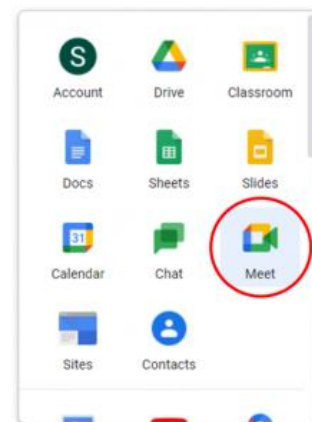 S
Account Drive Classroom
Docs Sheets Slides
31
Calendar Chat Meet
Sites Contacts